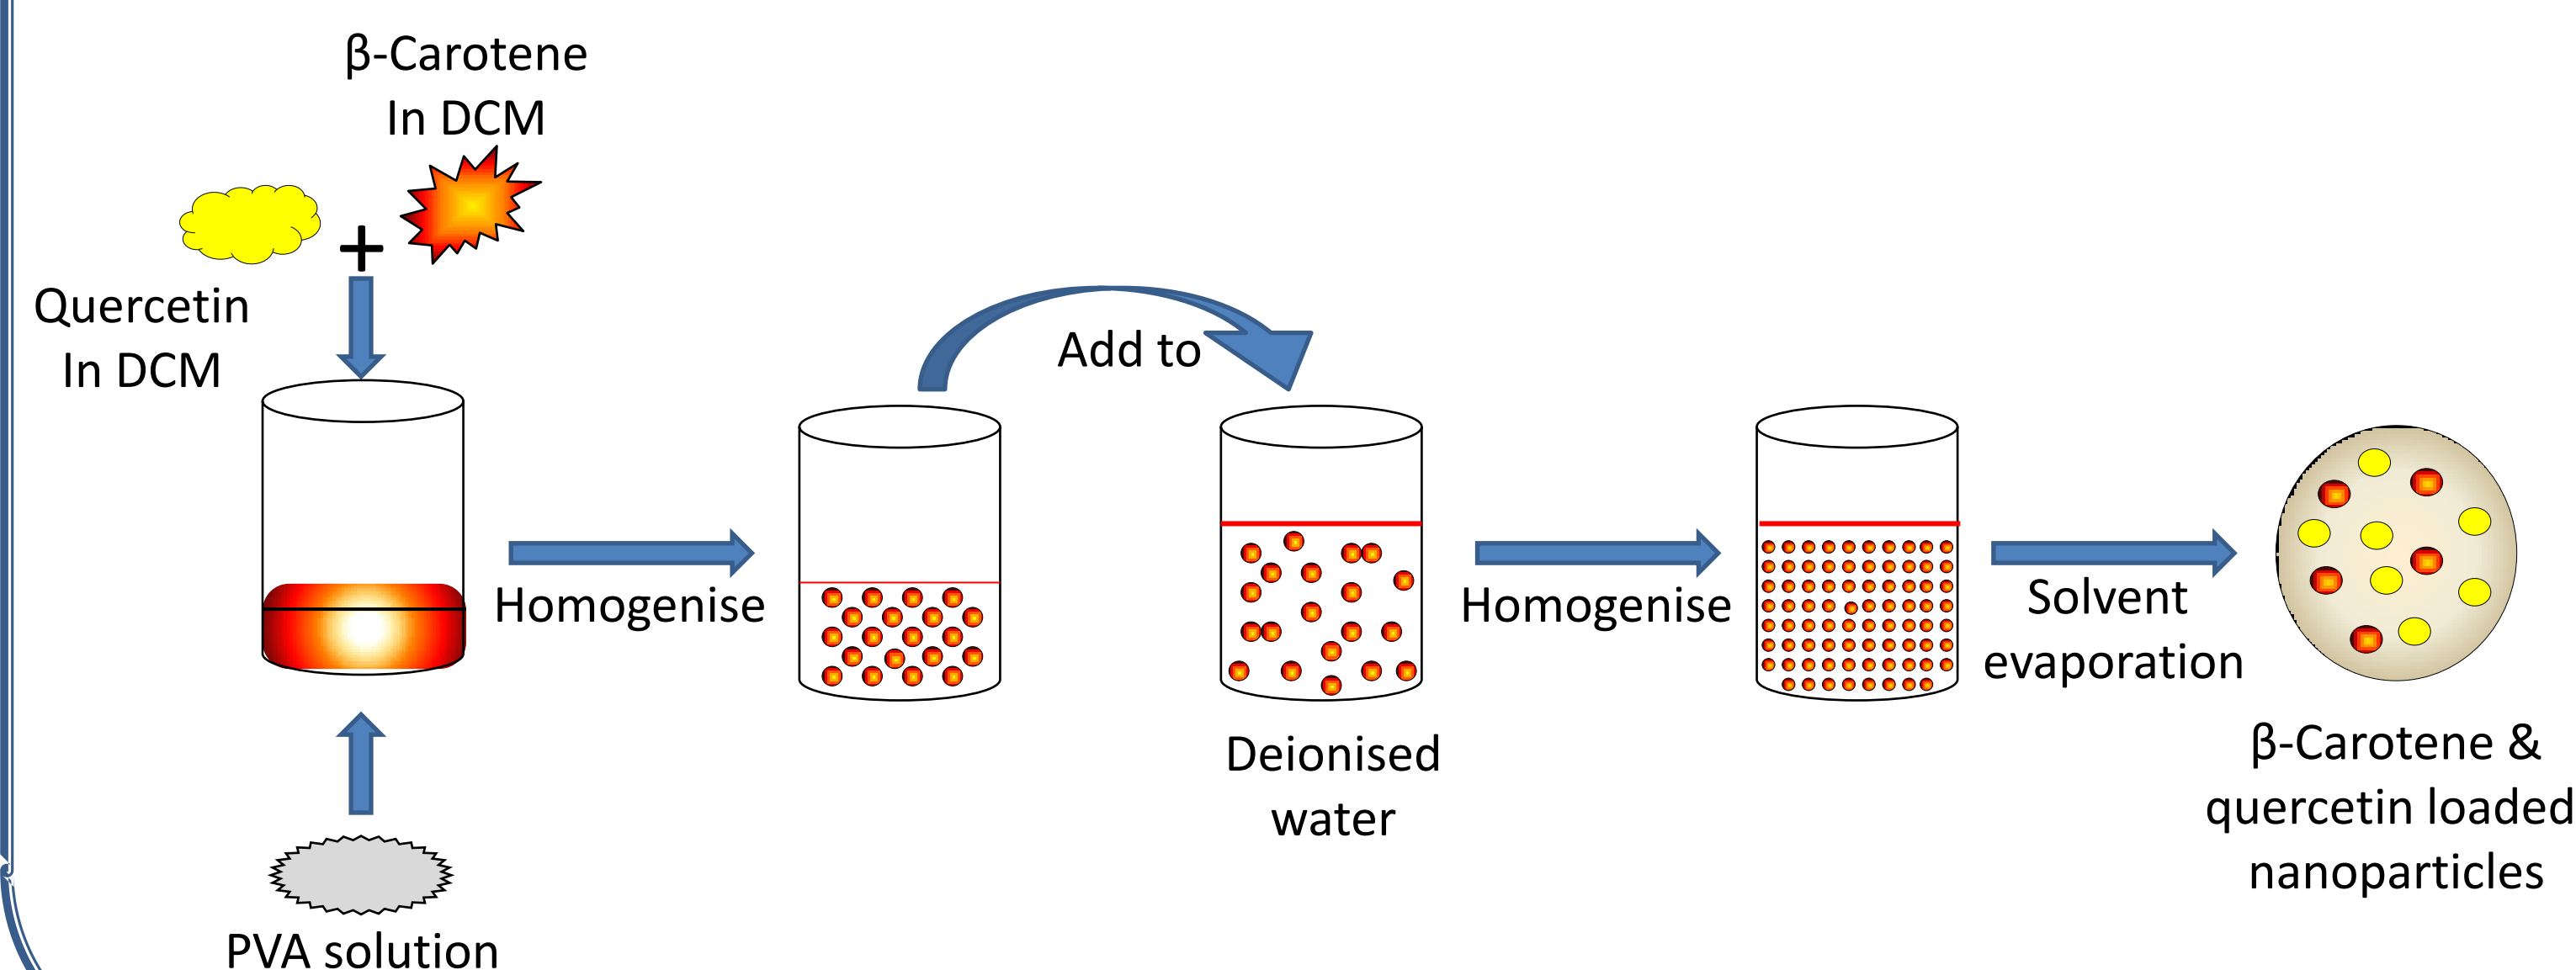 β-Carotene
In DCM
+
Quercetin
In DCM
PVA solution
Homogenise
Add to
Deionised
water
Homogenise
Solvent
evaporation
β-Carotene &
quercetin loaded
nanoparticles